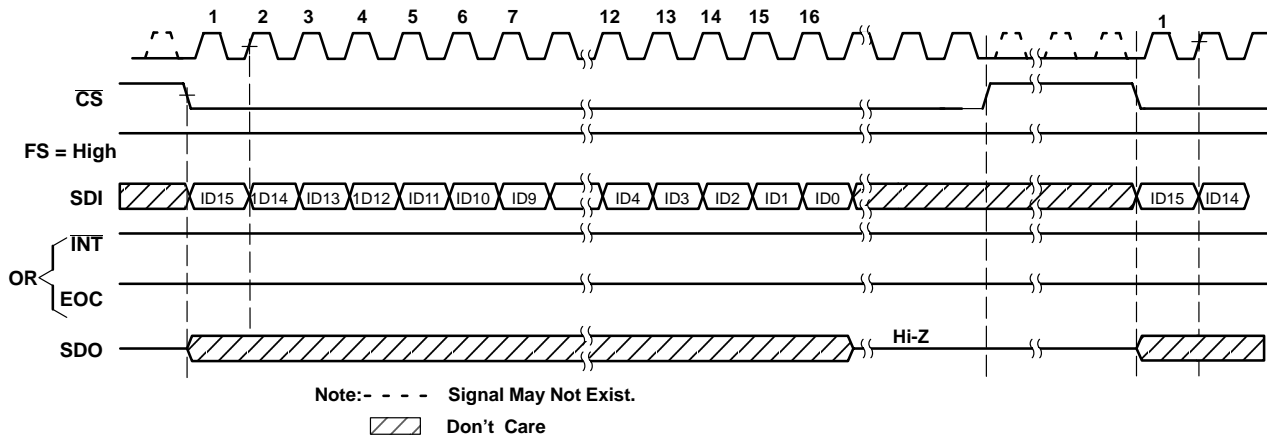 1 2 3 4 5 6 7 12 13 14 15 16 1
CS
FS = High
SDI ID15 1D14 ID13 1D12 ID11 ID10 ID9 ID4 ID3 ID2 ID1 ID0 ID15 ID14
INT
OR
EOC
SDO Hi-Z
Note:- - - - Signal May Not Exist.
Don't Care